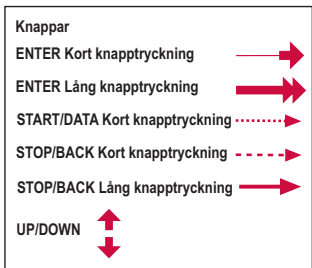 Knappar
ENTER Kort knapptryckning
ENTER Lång knapptryckning
START/DATA Kort knapptryckning
STOP/BACK Kort knapptryckning
STOP/BACK Lång knapptryckning
UP/DOWN